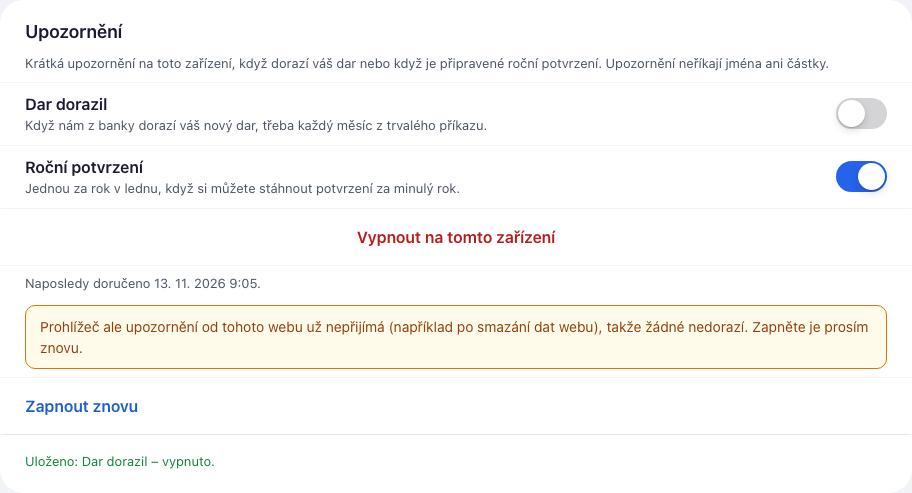 Upozornění
Krátká upozornění na toto zařízení, když dorazí váš dar nebo když je připravené roční potvrzení. Upozornění neříkají jména ani částky.
Dar dorazil
Když nám z banky dorazí váš nový dar, třeba každý měsíc z trvalého příkazu.
Roční potvrzení
Jednou za rok v lednu, když si můžete stáhnout potvrzení za minulý rok.
Vypnout na tomto zařízení
Naposledy doručeno 13. 11. 2026 9:05.
Prohlížeč ale upozornění od tohoto webu už nepřijímá (například po smazání dat webu), takže žádné nedorazí. Zapněte je prosím
znovu.
Zapnout znovu
Uloženo: Dar dorazil – vypnuto.